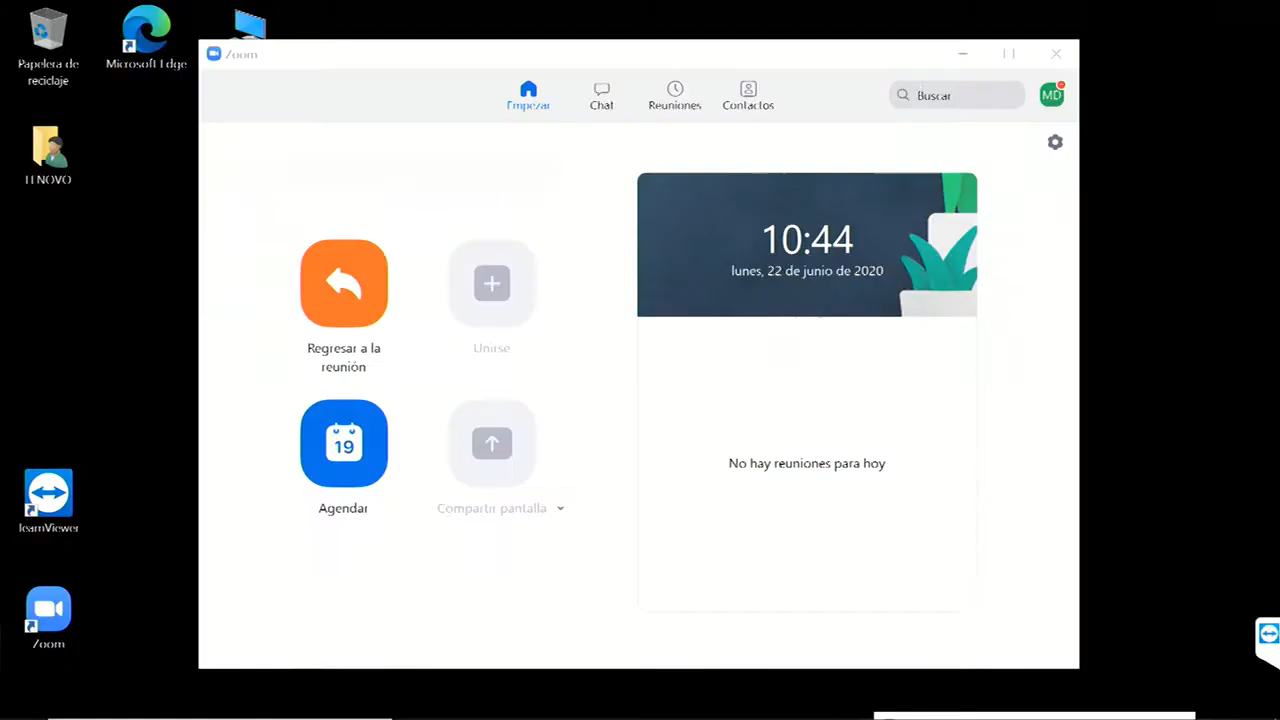 Papelera de
reciclaje
Microsoft Edge
LENOVO
TeamViewer
Zoom
Zoom
Empezar
Chat
Reuniones
Contactos
Buscar
MD
Regresar a la
reunión
Unirse
19
Agendar
Compartir pantalla
10:44
lunes, 22 de junio de 2020
No hay reuniones para hoy